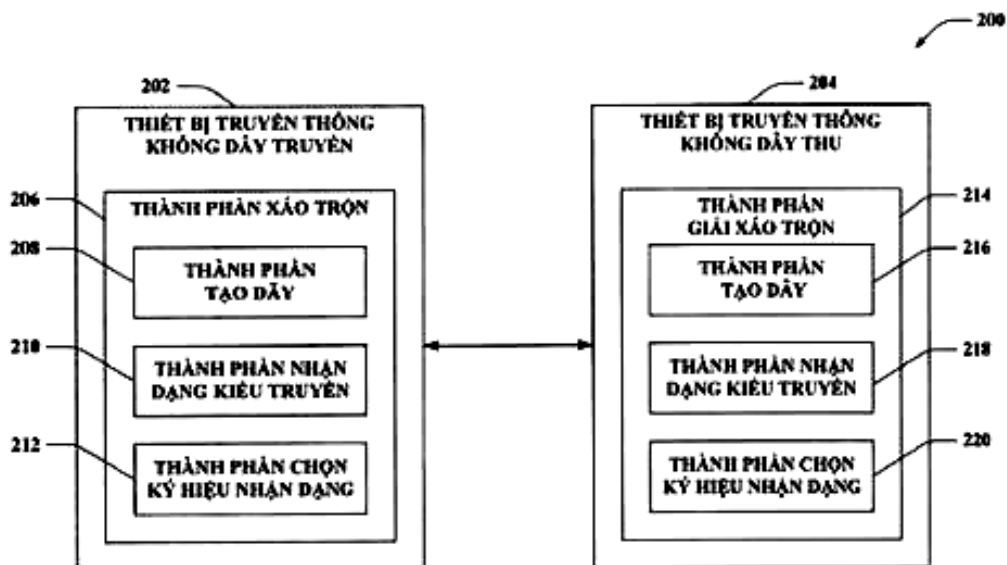 200
202
THIẾT BỊ TRUYỀN THÔNG
KHÔNG DÂY TRUYỀN
206
THÀNH PHẦN XÁO TRỘN
208
THÀNH PHẦN
TẠO DÃY
210
THÀNH PHẦN NHẬN
DẠNG KIỂU TRUYỀN
212
THÀNH PHẦN CHỌN
KÝ HIỆU NHẬN DẠNG
204
THIẾT BỊ TRUYỀN THÔNG
KHÔNG DÂY THU
214
THÀNH PHẦN
GIẢI XÁO TRỘN
216
THÀNH PHẦN
TẠO DÃY
218
THÀNH PHẦN NHẬN
DẠNG KIỂU TRUYỀN
220
THÀNH PHẦN CHỌN
KÝ HIỆU NHẬN DẠNG